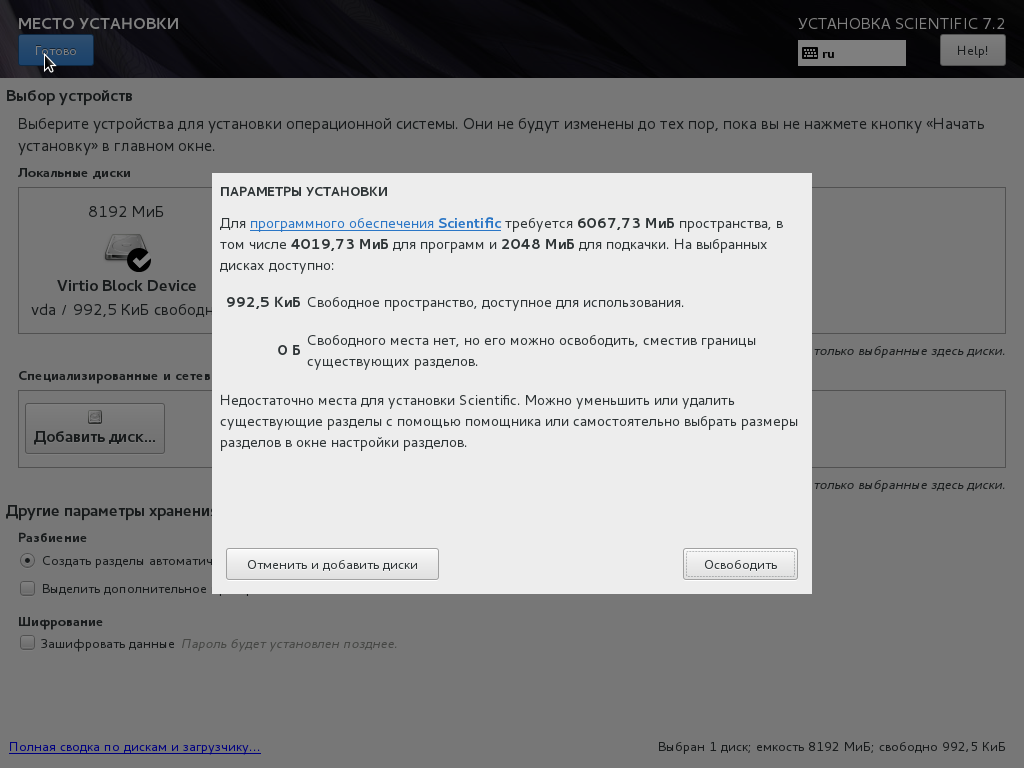 МЕСТО УСТАНОВКИ
УСТАНОВКА SCIENTIFIC 7.2
Готово
ru
Help!
Выбор устройств
Выберите устройства для установки операционной системы. Они не будут изменены до тех пор, пока вы не нажмете кнопку «Начать
установку» в главном окне.
Локальные диски
8192 МиБ
Virtio Block Device
vda / 992,5 КиБ свободн
только выбранные здесь диски.
Специализированные и сетев
Добавить диск...
только выбранные здесь диски.
Другие параметры хранени
Разбиение
Создать разделы автоматич
Выделить дополнительное
Шифрование
Зашифровать данные Пароль будет установлен позднее.
ПАРАМЕТРЫ УСТАНОВКИ
Для программного обеспечения Scientific требуется 6067,73 МиБ пространства, в
том числе 4019,73 МиБ для программ и 2048 МиБ для подкачки. На выбранных
дисках доступно:
992,5 КиБ Свободное пространство, доступное для использования.
0 Б Свободного места нет, но его можно освободить, сместив границы
существующих разделов.
Недостаточно места для установки Scientific. Можно уменьшить или удалить
существующие разделы с помощью помощника или самостоятельно выбрать размеры
разделов в окне настройки разделов.
Отменить и добавить диски
Освободить
Полная сводка по дискам и загрузчику...
Выбран 1 диск; емкость 8192 МиБ; свободно 992,5 КиБ